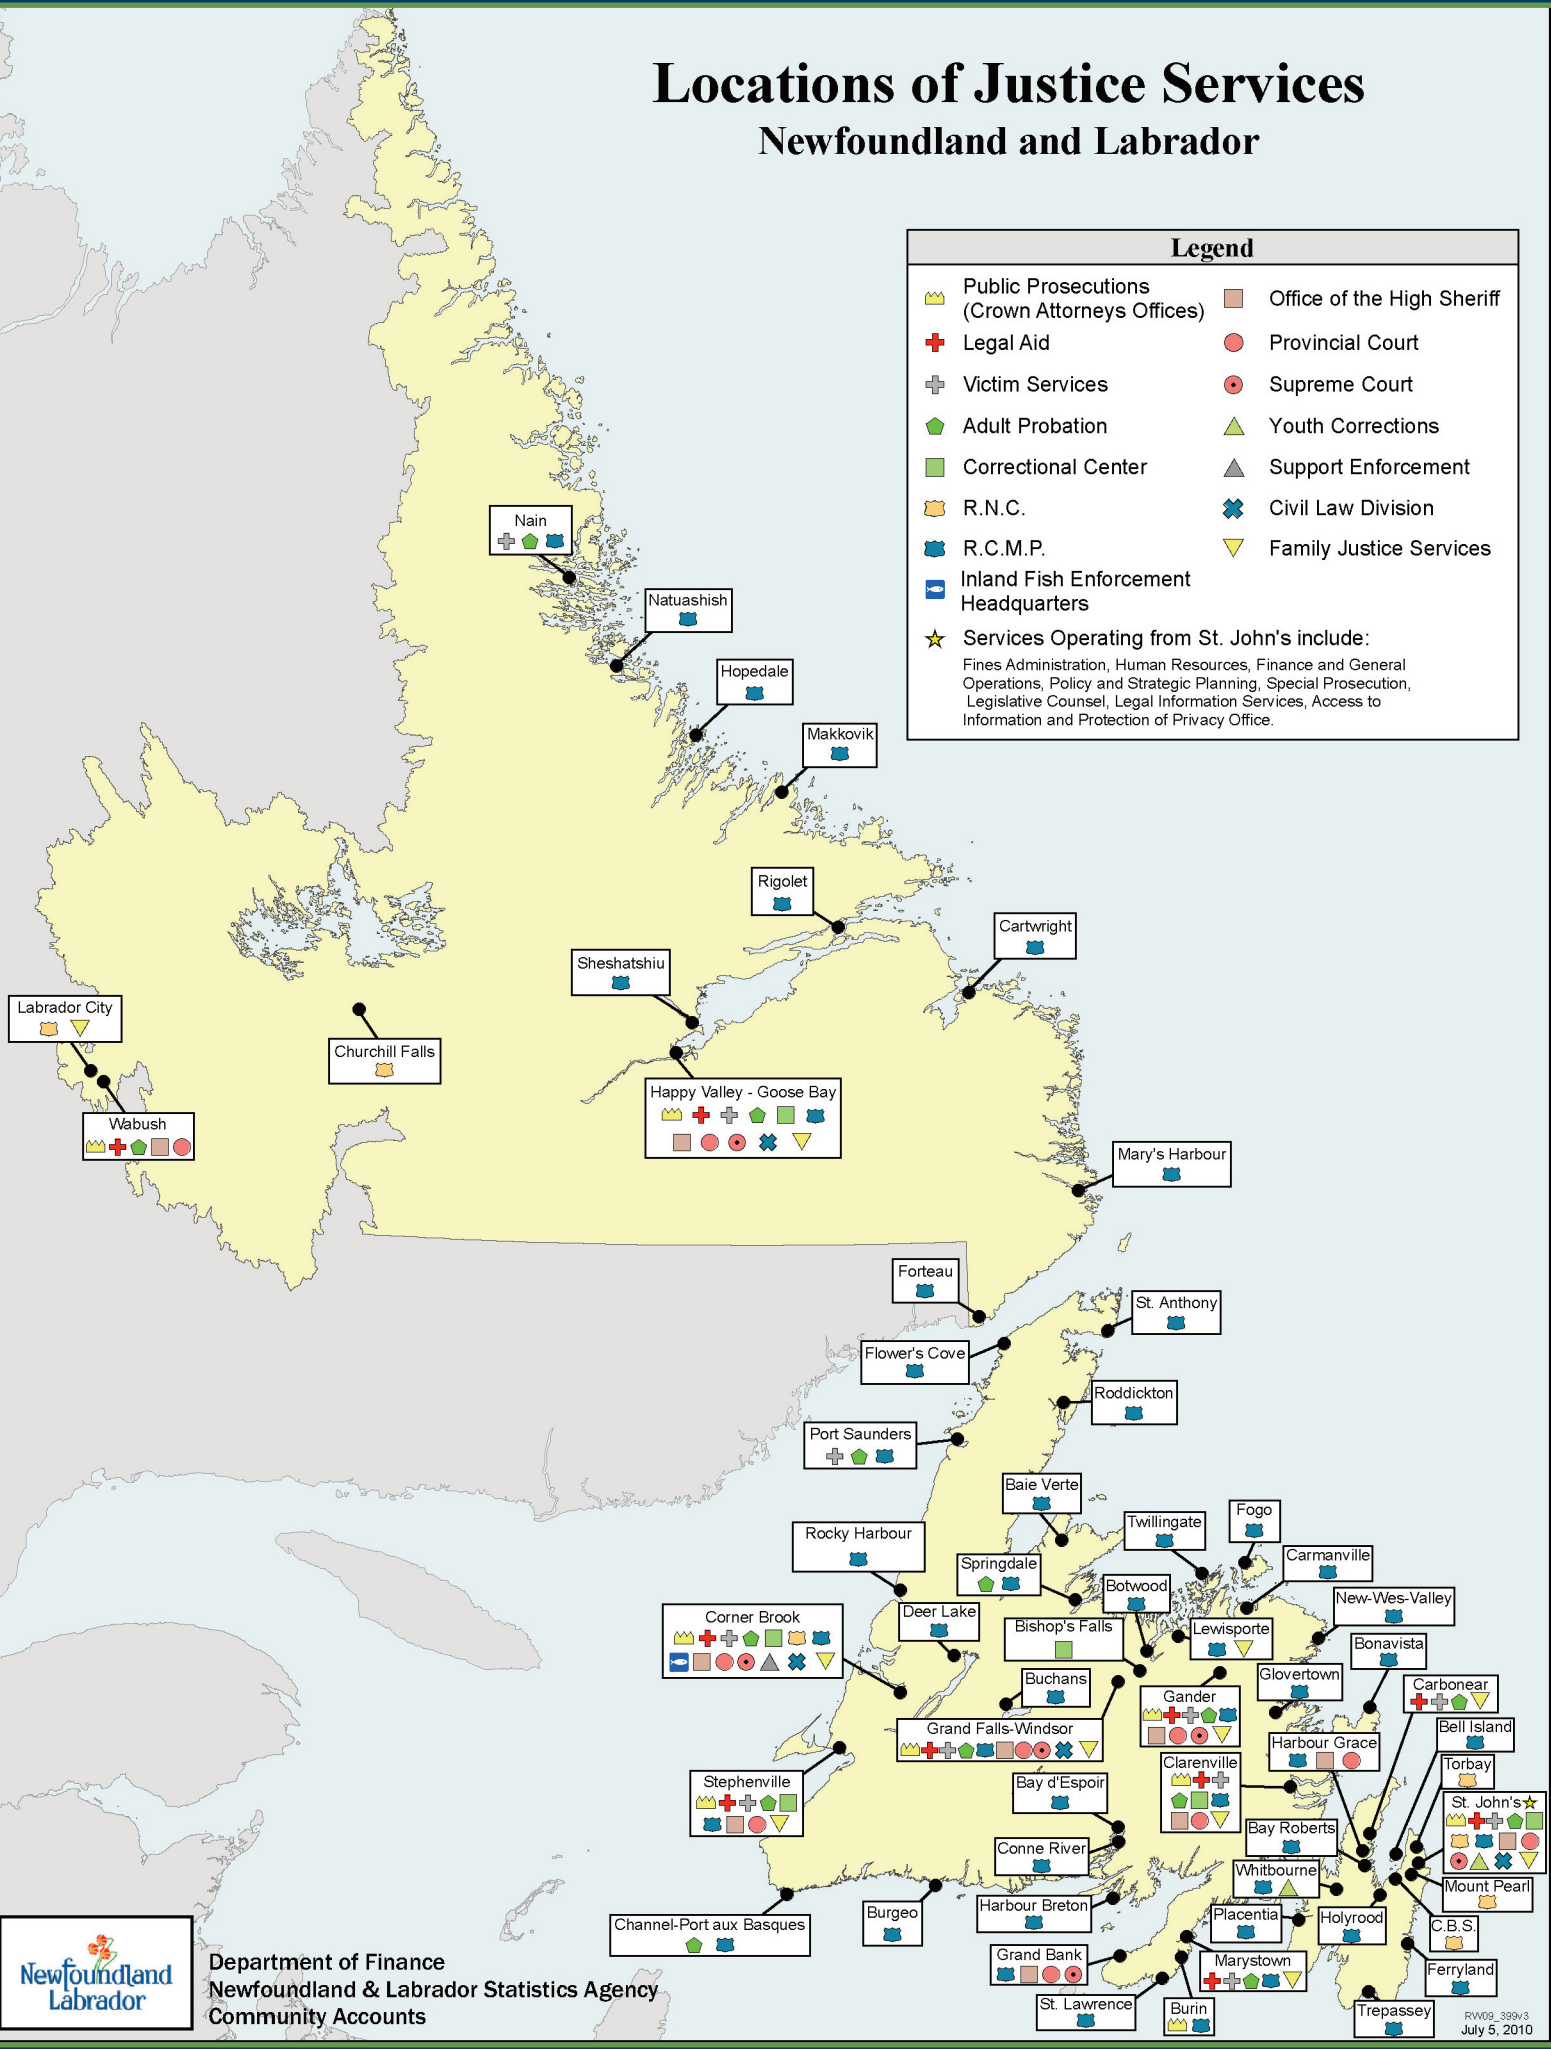 Locations of Justice Services
Newfoundland and Labrador
Legend
Public Prosecutions
(Crown Attorneys Offices)
Legal Aid
Victim Services
Adult Probation
Correctional Center
R.N.C.
R.C.M.P.
Inland Fish Enforcement
Headquarters
Office of the High Sheriff
Provincial Court
Supreme Court
Youth Corrections
Support Enforcement
Civil Law Division
Family Justice Services
Services Operating from St. John's include:
Fines Administration, Human Resources, Finance and General
Operations, Policy and Strategic Planning, Special Prosecution,
Legislative Counsel, Legal Information Services, Access to
Information and Protection of Privacy Office.
Nain
Natuashish
Hopedale
Makkovik
Rigolet
Cartwright
Sheshatshiu
Labrador City
Churchill Falls
Happy Valley - Goose Bay
Wabush
Mary's Harbour
Forteau
St. Anthony
Flower's Cove
Roddickton
Port Saunders
Baie Verte
Fogo
Twillingate
Rocky Harbour
Carmanville
Springdale
Botwood
New-Wes-Valley
Deer Lake
Corner Brook
Bishop's Falls
Lewisporte
Bonavista
Glovertown
Buchans
Carbonear
Gander
Grand Falls-Windsor
Bell Island
Harbour Grace
Torbay
Clarenville
Stephenville
Bay d'Espoir
St. John's
Bay Roberts
Conne River
Whitbourne
Mount Pearl
Harbour Breton
Burgeo
Placentia
Holyrood
Channel-Port aux Basques
C.B.S.
Grand Bank
Marystown
Ferryland
St. Lawrence
Burin
Trepassey
Newfoundland
Labrador
Department of Finance
Newfoundland & Labrador Statistics Agency
Community Accounts
RW09_399v3
July 5, 2010